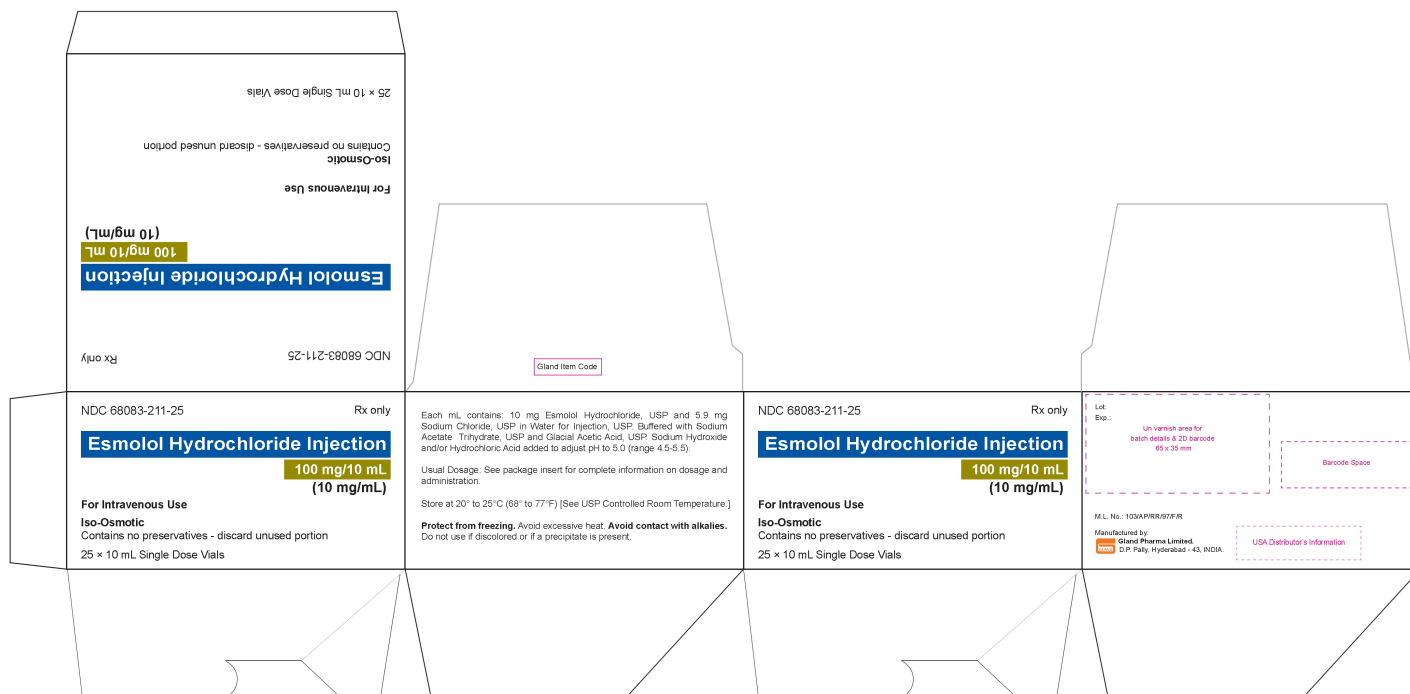 25 × 10 mL Single Dose Vials
Contains no preservatives - discard unused portion
Iso-Osmotic
For Intravenous Use
(10 mg/mL)
100 mg/10 mL
Esmolol Hydrochloride Injection
NDC 68083-211-25 Rx only
Gland Item Code
NDC 68083-211-25 Rx only
Esmolol Hydrochloride Injection
100 mg/10 mL
(10 mg/mL)
For Intravenous Use
Iso-Osmotic
Contains no preservatives - discard unused portion
25 × 10 mL Single Dose Vials
Each mL contains: 10 mg Esmolol Hydrochloride, USP and 5.9 mg
Sodium Chloride, USP in Water for Injection, USP. Buffered with Sodium
Acetate Trihydrate, USP and Glacial Acetic Acid, USP. Sodium Hydroxide
and/or Hydrochloric Acid added to adjust pH to 5.0 (range 4.5-5.5).
Usual Dosage: See package insert for complete information on dosage and
administration.
Store at 20° to 25°C (68° to 77°F) [See USP Controlled Room Temperature.]
Protect from freezing. Avoid excessive heat. Avoid contact with alkalies.
Do not use if discolored or if a precipitate is present.
NDC 68083-211-25 Rx only
Esmolol Hydrochloride Injection
100 mg/10 mL
(10 mg/mL)
For Intravenous Use
Iso-Osmotic
Contains no preservatives - discard unused portion
25 × 10 mL Single Dose Vials
Lot:
Exp.:
Un varnish area for
batch details & 2D barcode
65 x 35 mm
Barcode Space
M.L. No.: 103/AP/RR/97/F/R
Manufactured by:
Gland Pharma Limited.
D.P. Pally, Hyderabad - 43, INDIA.
USA Distributor's Information